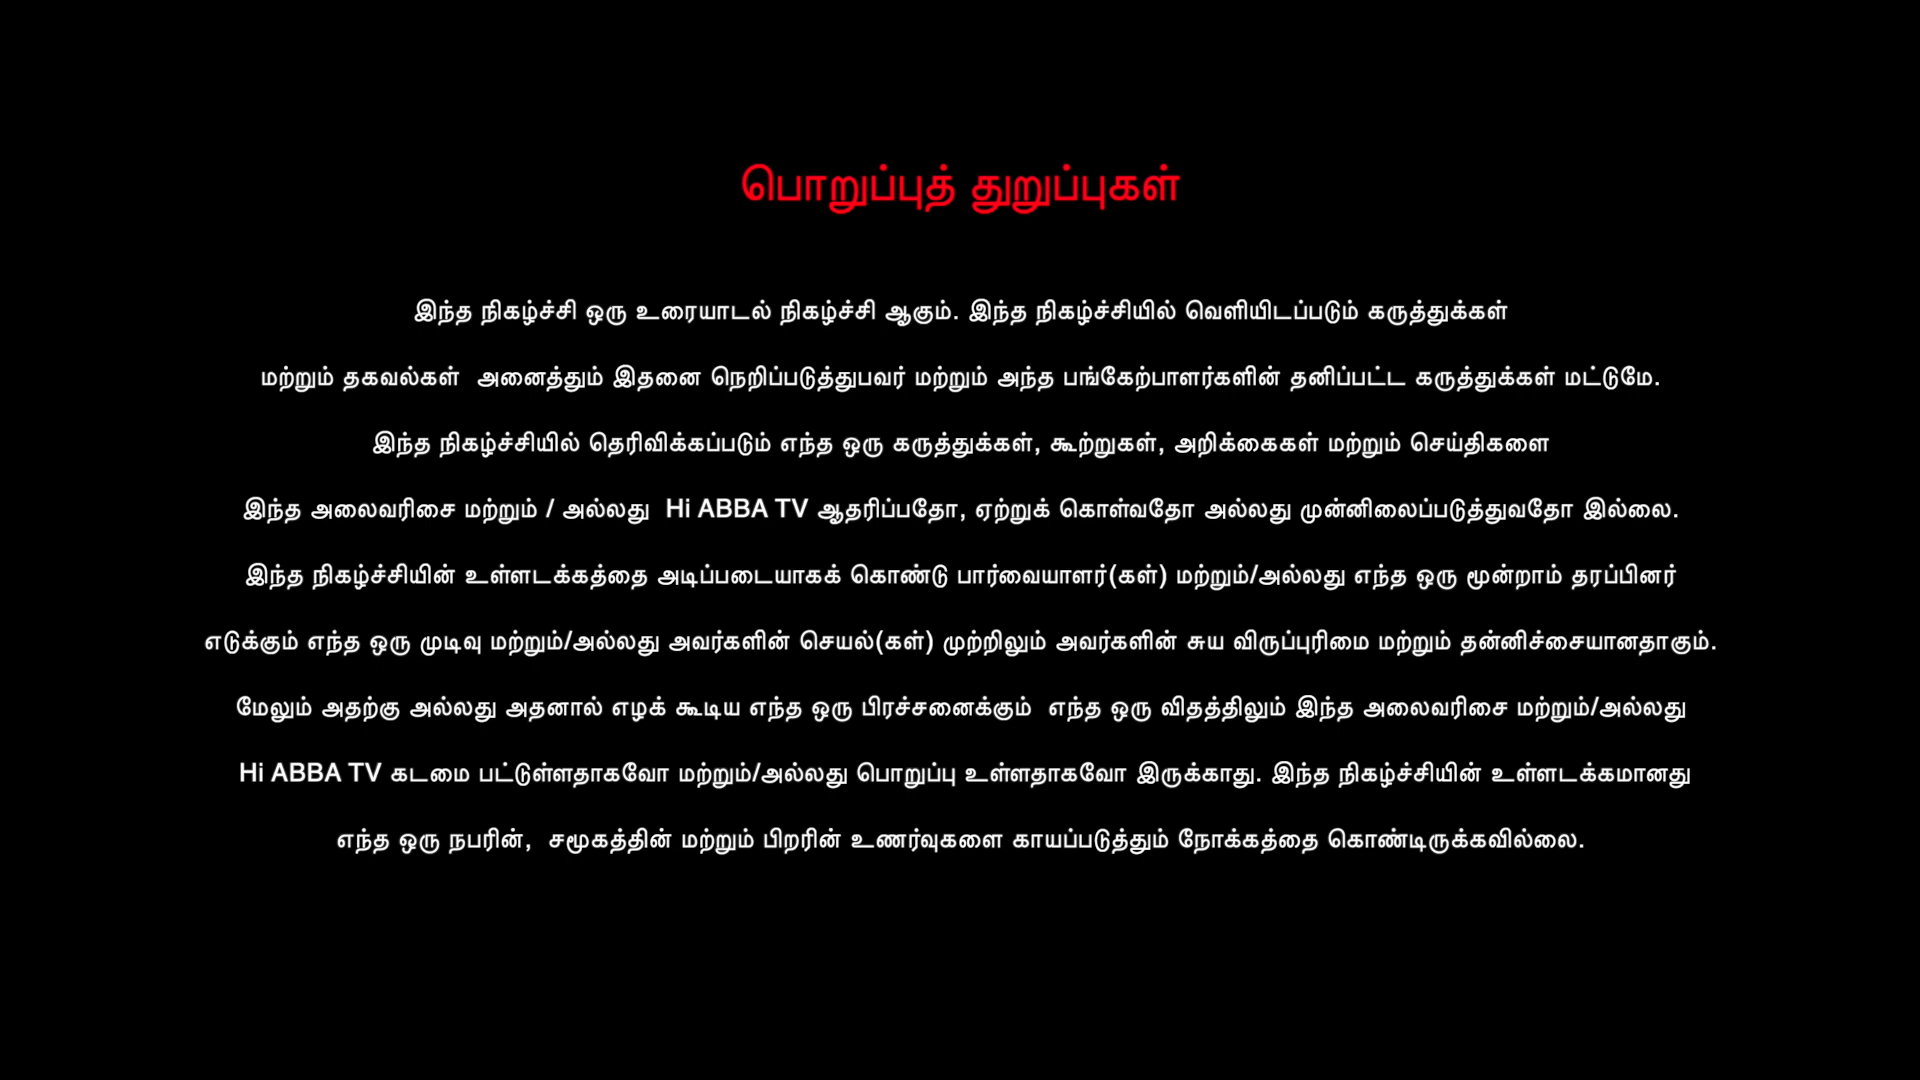 பொறுப்புத் துறுப்புகள்
இந்த நிகழ்ச்சி ஒரு உரையாடல் நிகழ்ச்சி ஆகும். இந்த நிகழ்ச்சியில் வெளியிடப்படும் கருத்துக்கள்
மற்றும் தகவல்கள் அனைத்தும் இதனை நெறிப்படுத்துபவர் மற்றும் அந்த பங்கேற்பாளர்களின் தனிப்பட்ட கருத்துக்கள் மட்டுமே.
இந்த நிகழ்ச்சியில் தெரிவிக்கப்படும் எந்த ஒரு கருத்துக்கள், கூற்றுகள், அறிக்கைகள் மற்றும் செய்திகளை
இந்த அலைவரிசை மற்றும் / அல்லது Hi ABBA TV ஆதரிப்பதோ, ஏற்றுக் கொள்வதோ அல்லது முன்னிலைப்படுத்துவதோ இல்லை.
இந்த நிகழ்ச்சியின் உள்ளடக்கத்தை அடிப்படையாகக் கொண்டு பார்வையாளர்(கள்) மற்றும்/அல்லது எந்த ஒரு மூன்றாம் தரப்பினர்
எடுக்கும் எந்த ஒரு முடிவு மற்றும்/அல்லது அவர்களின் செயல்(கள்) முற்றிலும் அவர்களின் சுய விருப்புரிமை மற்றும் தன்னிச்சையானதாகும்.
மேலும் அதற்கு அல்லது அதனால் எழக் கூடிய எந்த ஒரு பிரச்சனைக்கும் எந்த ஒரு விதத்திலும் இந்த அலைவரிசை மற்றும்/அல்லது
Hi ABBA TV கடமை பட்டுள்ளதாகவோ மற்றும்/அல்லது பொறுப்பு உள்ளதாகவோ இருக்காது. இந்த நிகழ்ச்சியின் உள்ளடக்கமானது
எந்த ஒரு நபரின், சமூகத்தின் மற்றும் பிறரின் உணர்வுகளை காயப்படுத்தும் நோக்கத்தை கொண்டிருக்கவில்லை.